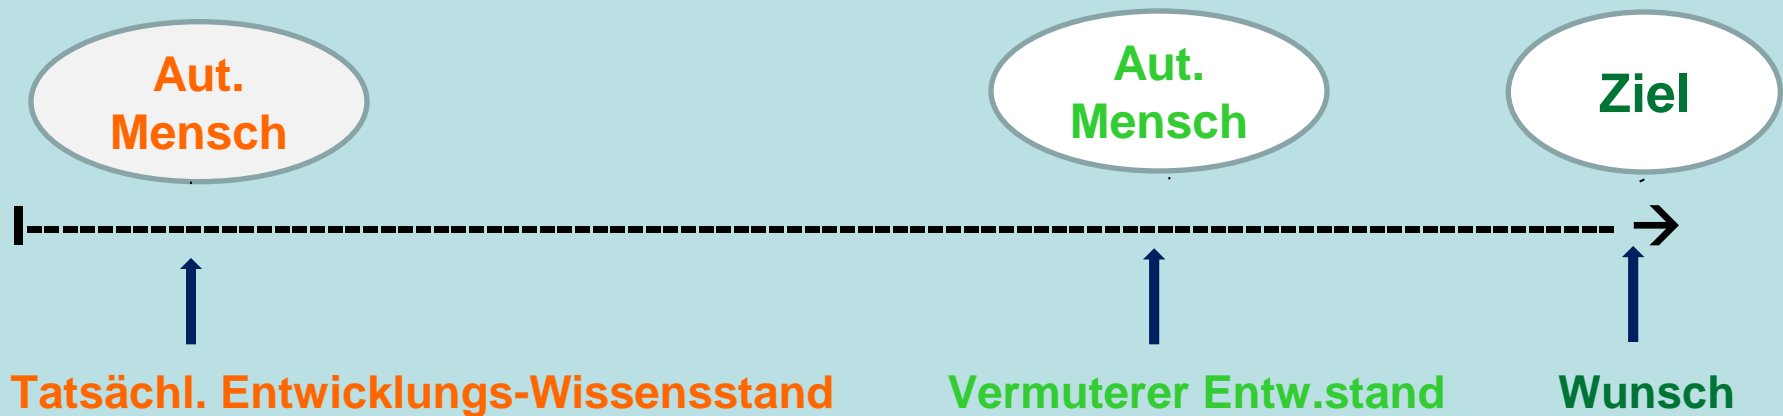 Aut.
Mensch
Aut.
Mensch
Ziel
Tatsächl. Entwicklungs-Wissensstand
Vermuterer Entw.stand
Wunsch